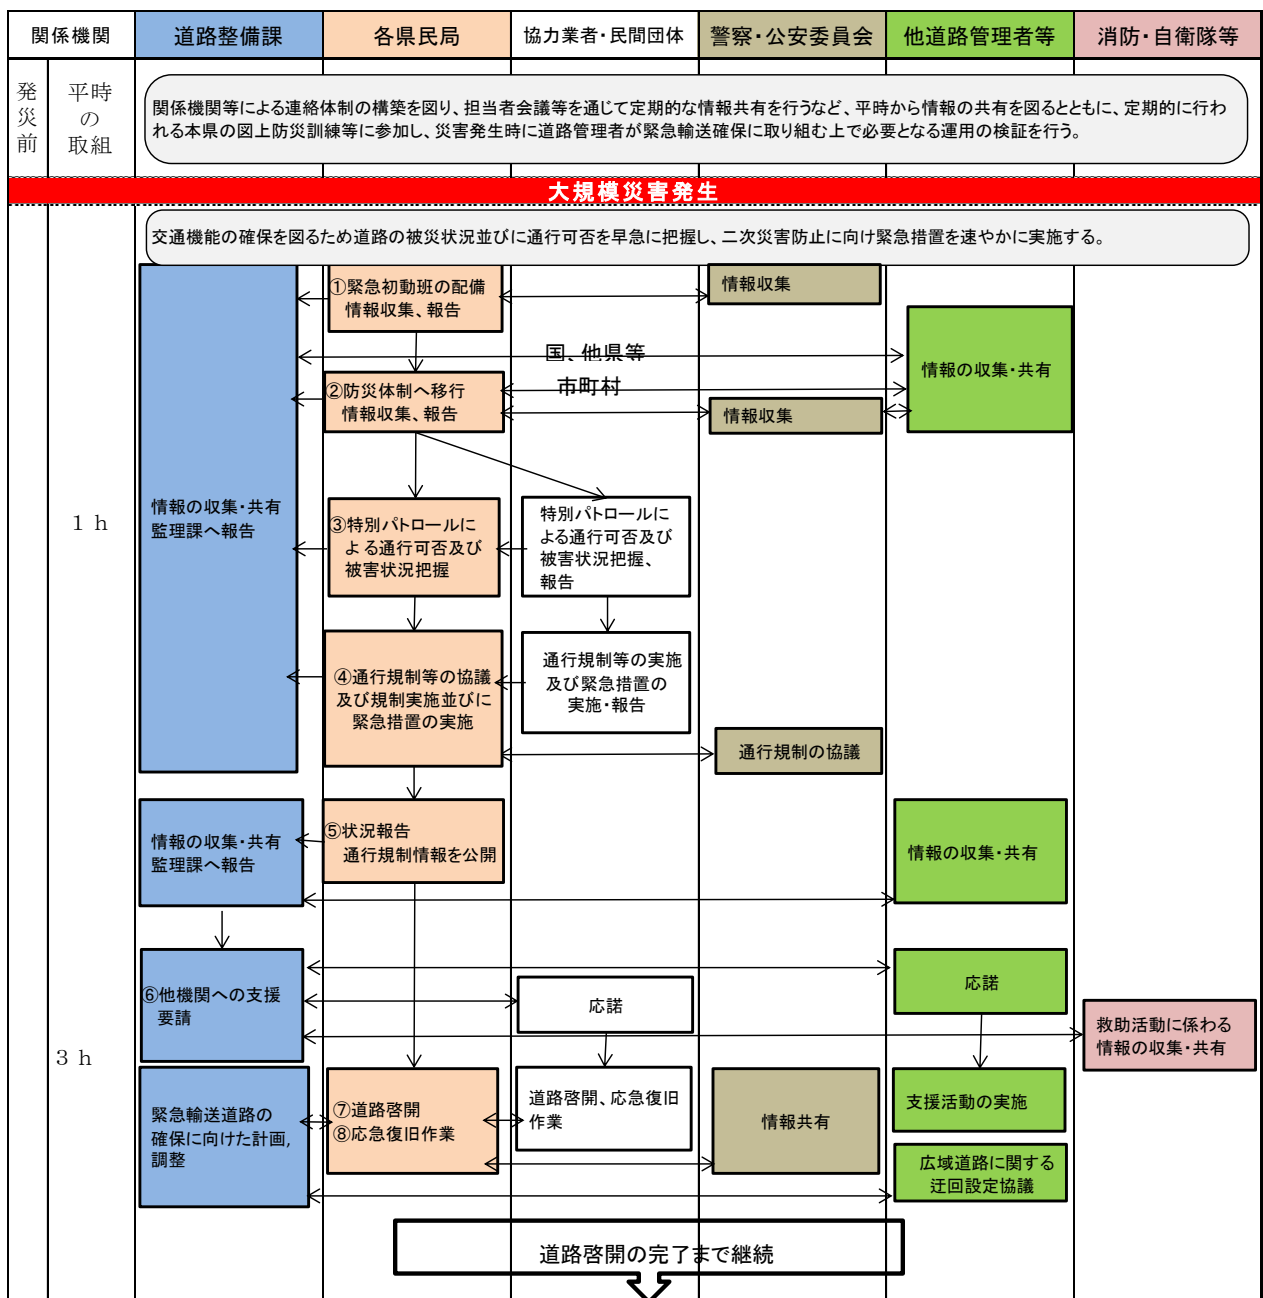 関係機関
道路整備課
各県民局
協力業者・民間団体
警察・公安委員会
他道路管理者等
消防・自衛隊等
発災前
平時の取組
関係機関等による連絡体制の構築を図り、担当者会議等を通じて定期的な情報共有を行うなど、平時から情報の共有を図るとともに、定期的に行わ
れる本県の図上防災訓練等に参加し、災害発生時に道路管理者が緊急輸送確保に取り組む上で必要となる運用の検証を行う。
大規模災害発生
交通機能の確保を図るため道路の被災状況並びに通行可否を早急に把握し、二次災害防止に向け緊急措置を速やかに実施する。
①緊急初動班の配備
情報収集、報告
情報収集
国、他県等
市町村
情報の収集・共有
②防災体制へ移行
情報収集、報告
情報収集
1 h
情報の収集・共有
監理課へ報告
③特別パトロールに
よる通行可否及び
被害状況把握
特別パトロールに
よる通行可否及び
被害状況把握、
報告
④通行規制等の協議
及び規制実施並びに
緊急措置の実施
通行規制等の実施
及び緊急措置の
実施・報告
通行規制の協議
情報の収集・共有
監理課へ報告
⑤状況報告
通行規制情報を公開
情報の収集・共有
3 h
⑥他機関への支援
要請
応諾
応諾
救助活動に係わる
情報の収集・共有
緊急輸送道路の
確保に向けた計画,
調整
⑦道路啓開
⑧応急復旧作業
道路啓開、応急復旧
作業
情報共有
支援活動の実施
広域道路に関する
迂回設定協議
道路啓開の完了まで継続